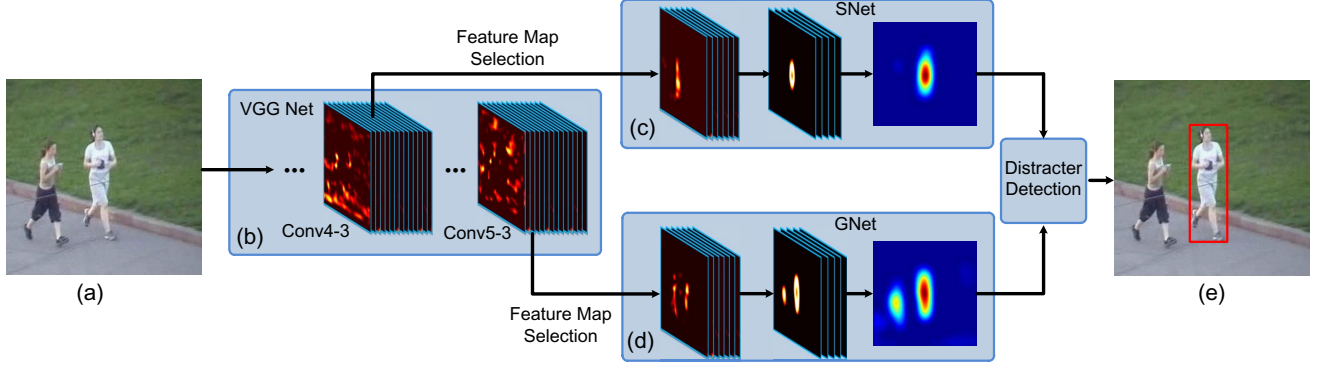 SNet
Feature Map
Selection
(c)
VGG Net
...
...
Conv4-3
Conv5-3
(b)
(a)
Distracter
Detection
(e)
GNet
Feature Map
Selection
(d)